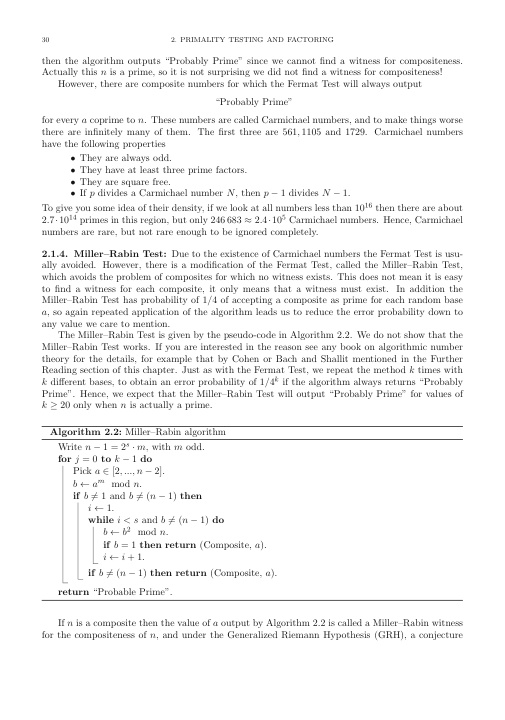 30 2. PRIMALITY TESTING AND FACTORING
then the algorithm outputs “Probably Prime” since we cannot find a witness for compositeness.
Actually this n is a prime, so it is not surprising we did not find a witness for compositeness!
However, there are composite numbers for which the Fermat Test will always output
“Probably Prime”
for every a coprime to n. These numbers are called Carmichael numbers, and to make things worse
there are infinitely many of them. The first three are 561, 1105 and 1729. Carmichael numbers
have the following properties
• They are always odd.
• They have at least three prime factors.
• They are square free.
• If p divides a Carmichael number N, then p − 1 divides N − 1.
To give you some idea of their density, if we look at all numbers less than 10^16 then there are about
2.7·10^14 primes in this region, but only 246 683 ≈ 2.4·10^5 Carmichael numbers. Hence, Carmichael
numbers are rare, but not rare enough to be ignored completely.
2.1.4. Miller–Rabin Test: Due to the existence of Carmichael numbers the Fermat Test is usu-
ally avoided. However, there is a modification of the Fermat Test, called the Miller–Rabin Test,
which avoids the problem of composites for which no witness exists. This does not mean it is easy
to find a witness for each composite, it only means that a witness must exist. In addition the
Miller–Rabin Test has probability of 1/4 of accepting a composite as prime for each random base
a, so again repeated application of the algorithm leads us to reduce the error probability down to
any value we care to mention.
The Miller–Rabin Test is given by the pseudo-code in Algorithm 2.2. We do not show that the
Miller–Rabin Test works. If you are interested in the reason see any book on algorithmic number
theory for the details, for example that by Cohen or Bach and Shallit mentioned in the Further
Reading section of this chapter. Just as with the Fermat Test, we repeat the method k times with
k different bases, to obtain an error probability of 1/4^k if the algorithm always returns “Probably
Prime”. Hence, we expect that the Miller–Rabin Test will output “Probably Prime” for values of
k ≥ 20 only when n is actually a prime.
Algorithm 2.2: Miller–Rabin algorithm
Write n − 1 = 2^s · m, with m odd.
for j = 0 to k − 1 do
Pick a ∈ [2, ..., n − 2].
b ← a^m mod n.
if b ≠ 1 and b ≠ (n − 1) then
i ← 1.
while i < s and b ≠ (n − 1) do
b ← b^2 mod n.
if b = 1 then return (Composite, a).
i ← i + 1.
if b ≠ (n − 1) then return (Composite, a).
return “Probable Prime”.
If n is a composite then the value of a output by Algorithm 2.2 is called a Miller–Rabin witness
for the compositeness of n, and under the Generalized Riemann Hypothesis (GRH), a conjecture